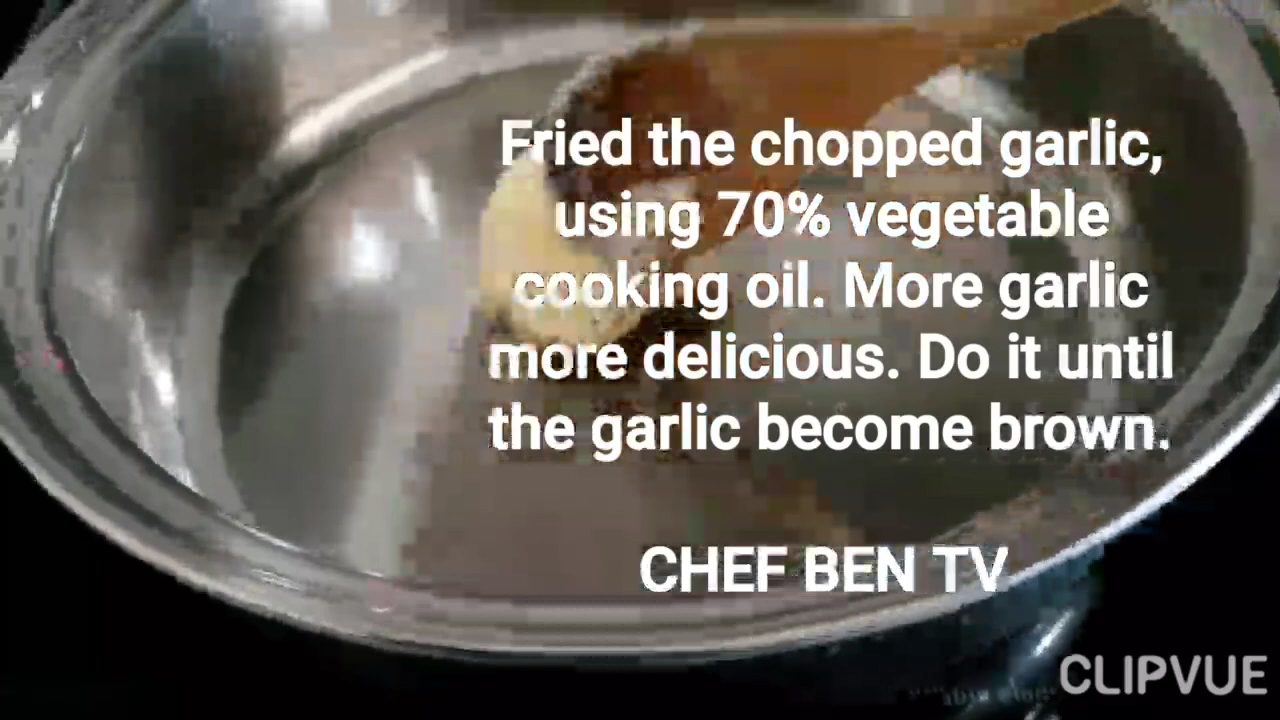 Fried the chopped garlic,
using 70% vegetable
cooking oil. More garlic
more delicious. Do it until
the garlic become brown.
CHEF BEN TV
CLIPVUE